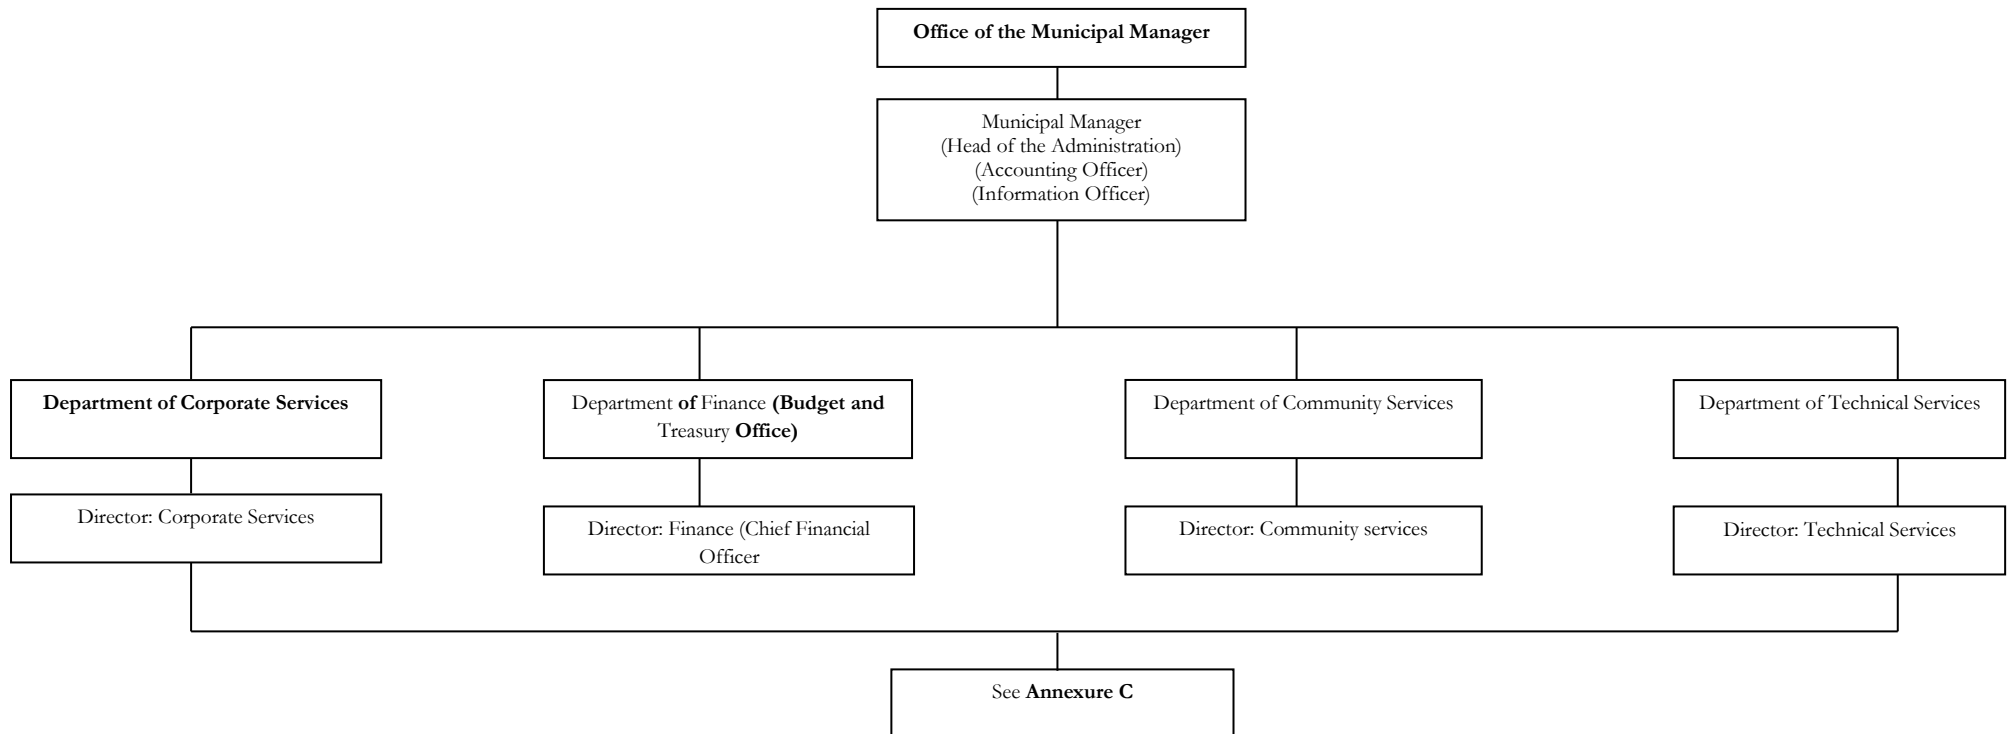 Office of the Municipal Manager
Municipal Manager
(Head of the Administration)
(Accounting Officer)
(Information Officer)
Department of Corporate Services
Department of Finance (Budget and
Treasury Office)
Department of Community Services
Department of Technical Services
Director: Corporate Services
Director: Finance (Chief Financial
Officer
Director: Community services
Director: Technical Services
See Annexure C